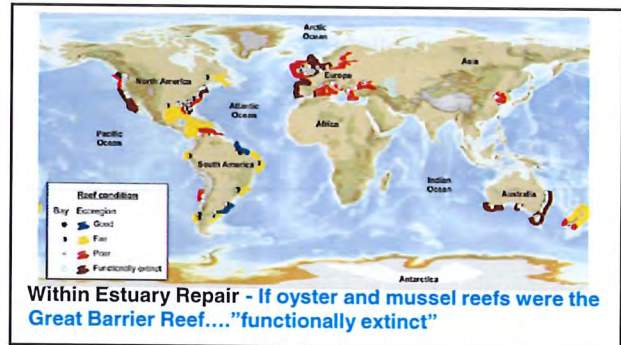 Arctic
Ocean
North America
Europe
Asia
Atlantic
Ocean
Pacific
Ocean
Africa
South America
Indian
Ocean
Australia
Reef condition
Bay Ecoregion
Good
Fair
Poor
Functionally extinct
Antarctica
Within Estuary Repair - If oyster and mussel reefs were the
Great Barrier Reef...."functionally extinct"